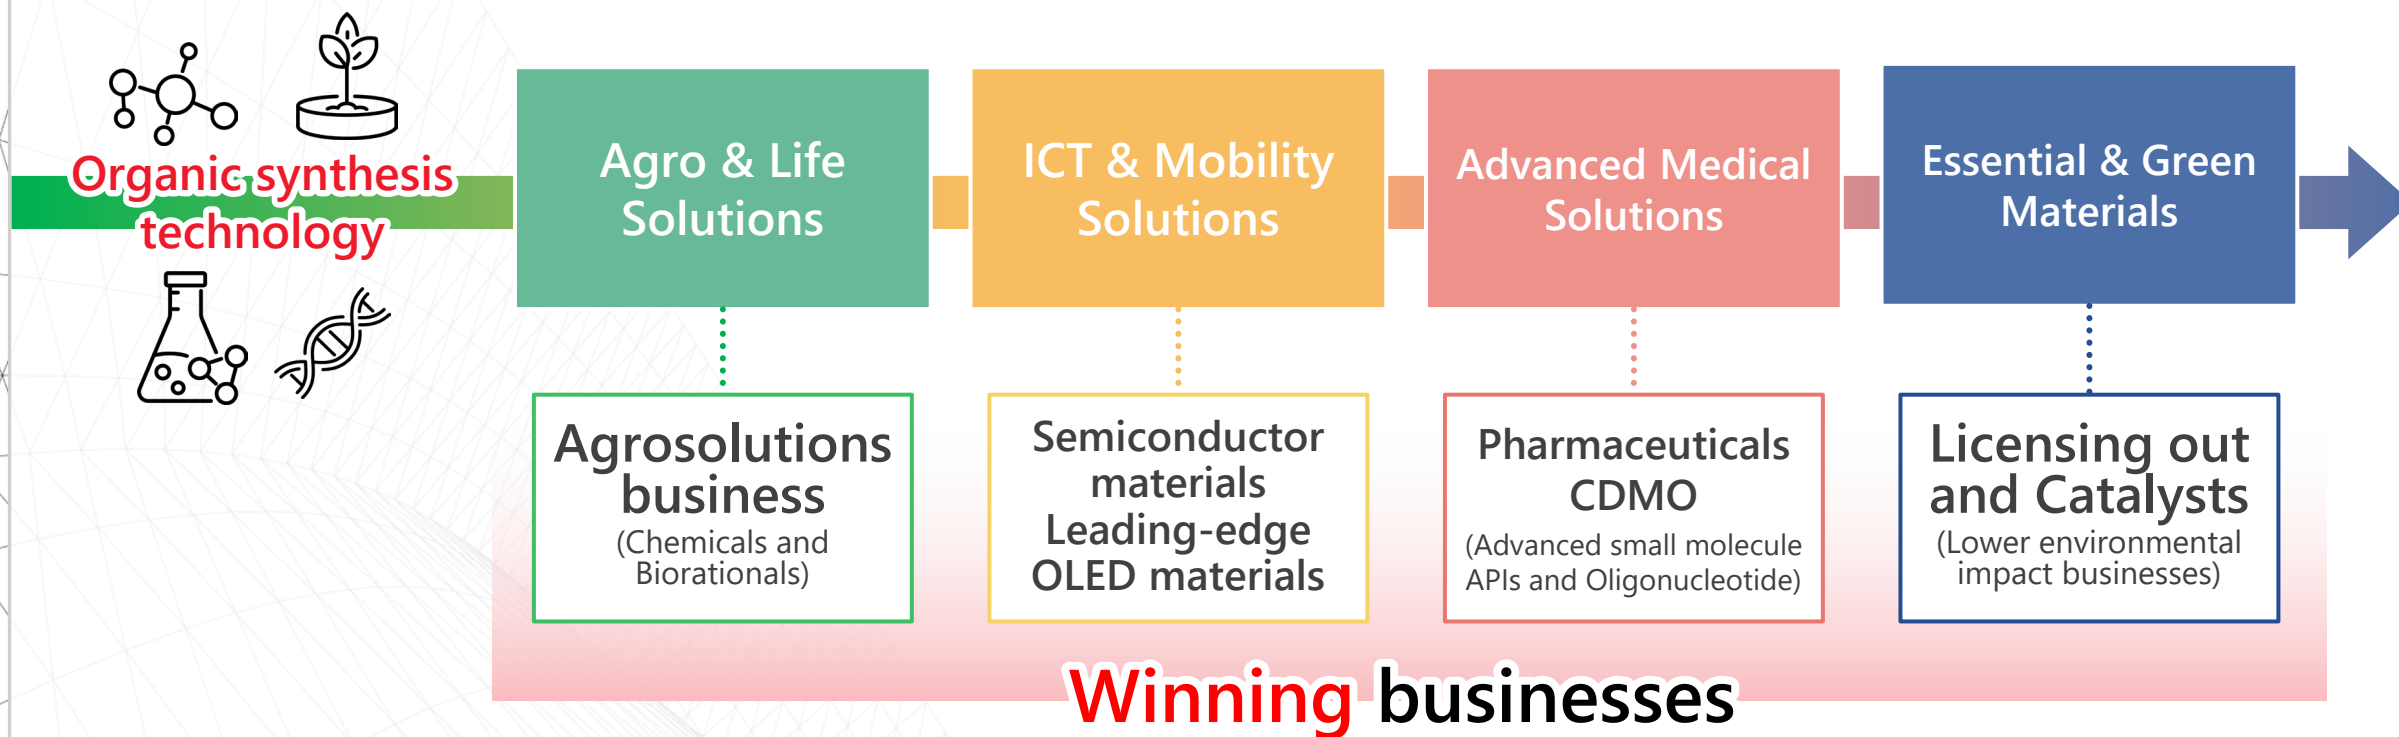 Organic synthesis
technology
Agro & Life
Solutions
ICT & Mobility
Solutions
Advanced Medical
Solutions
Essential & Green
Materials
Agrosolutions
business
(Chemicals and
Biorationals)
Semiconductor
materials
Leading-edge
OLED materials
Pharmaceuticals
CDMO
(Advanced small molecule
APIs and Oligonucleotide)
Licensing out
and Catalysts
(Lower environmental
impact businesses)
Winning businesses